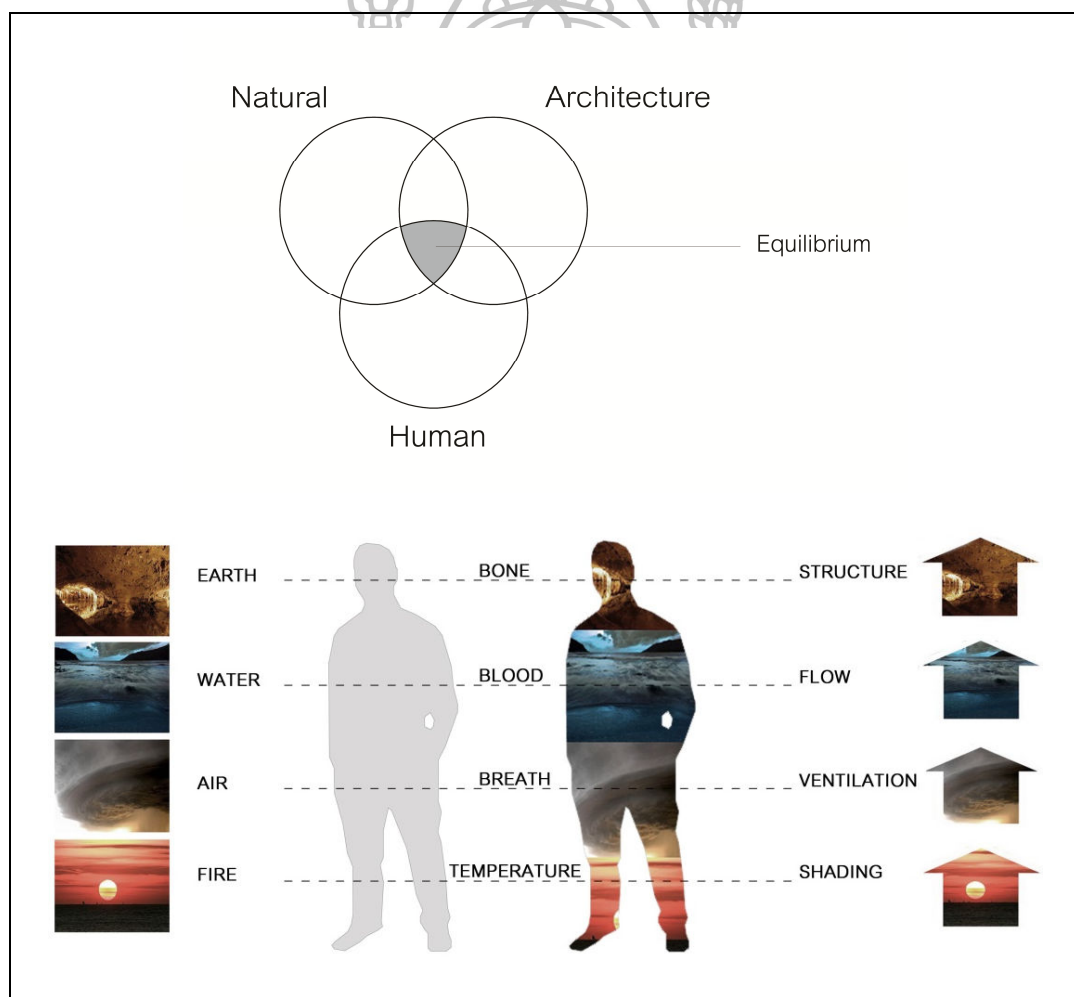 Natural Architecture
Equilibrium
Human
EARTH BONE STRUCTURE
WATER BLOOD FLOW
AIR BREATH VENTILATION
FIRE TEMPERATURE SHADING